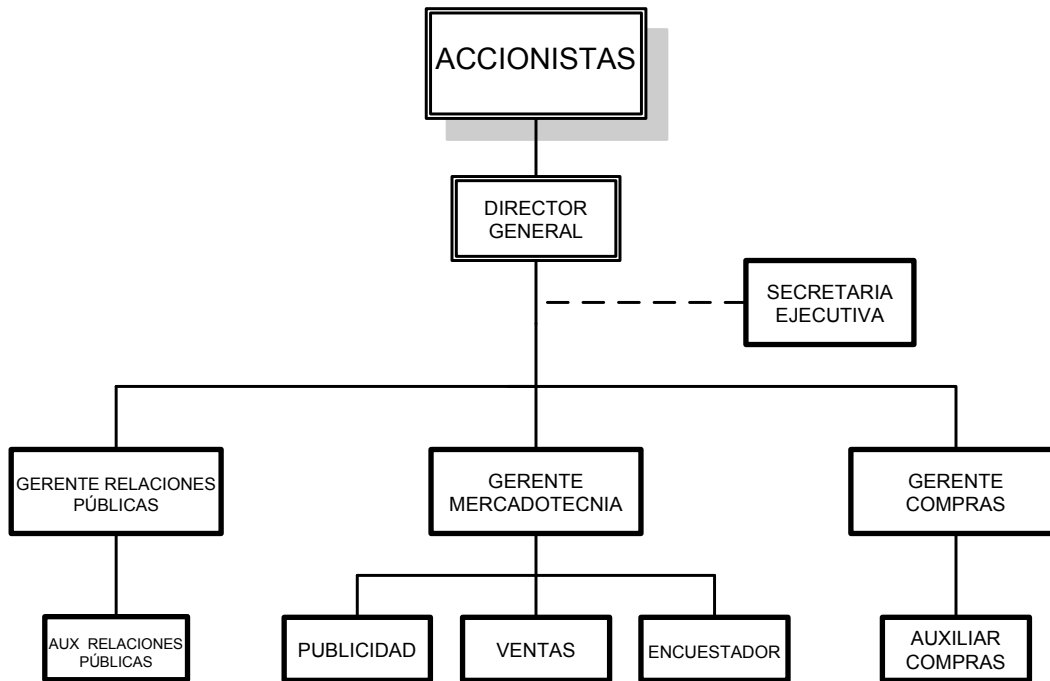 ACCIONISTAS
DIRECTOR
GENERAL
SECRETARIA
EJECUTIVA
GERENTE RELACIONES
PÚBLICAS
GERENTE
MERCADOTECNIA
GERENTE
COMPRAS
AUX RELACIONES
PÚBLICAS
PUBLICIDAD
VENTAS
ENCUESTADOR
AUXILIAR
COMPRAS